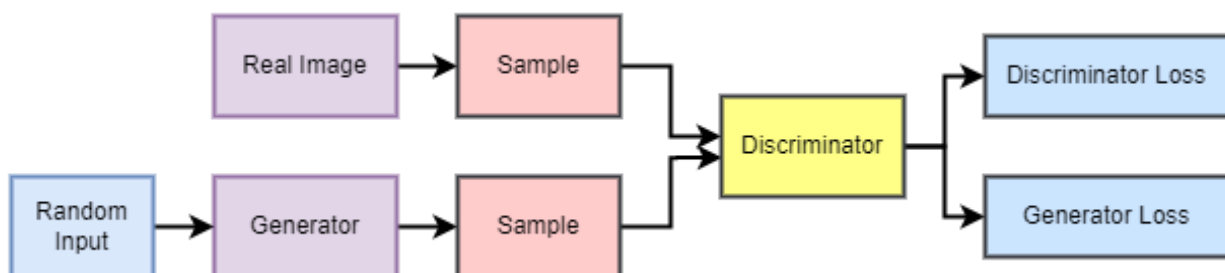 Real Image
Sample
Discriminator Loss
Discriminator
Random
Input
Generator
Sample
Generator Loss